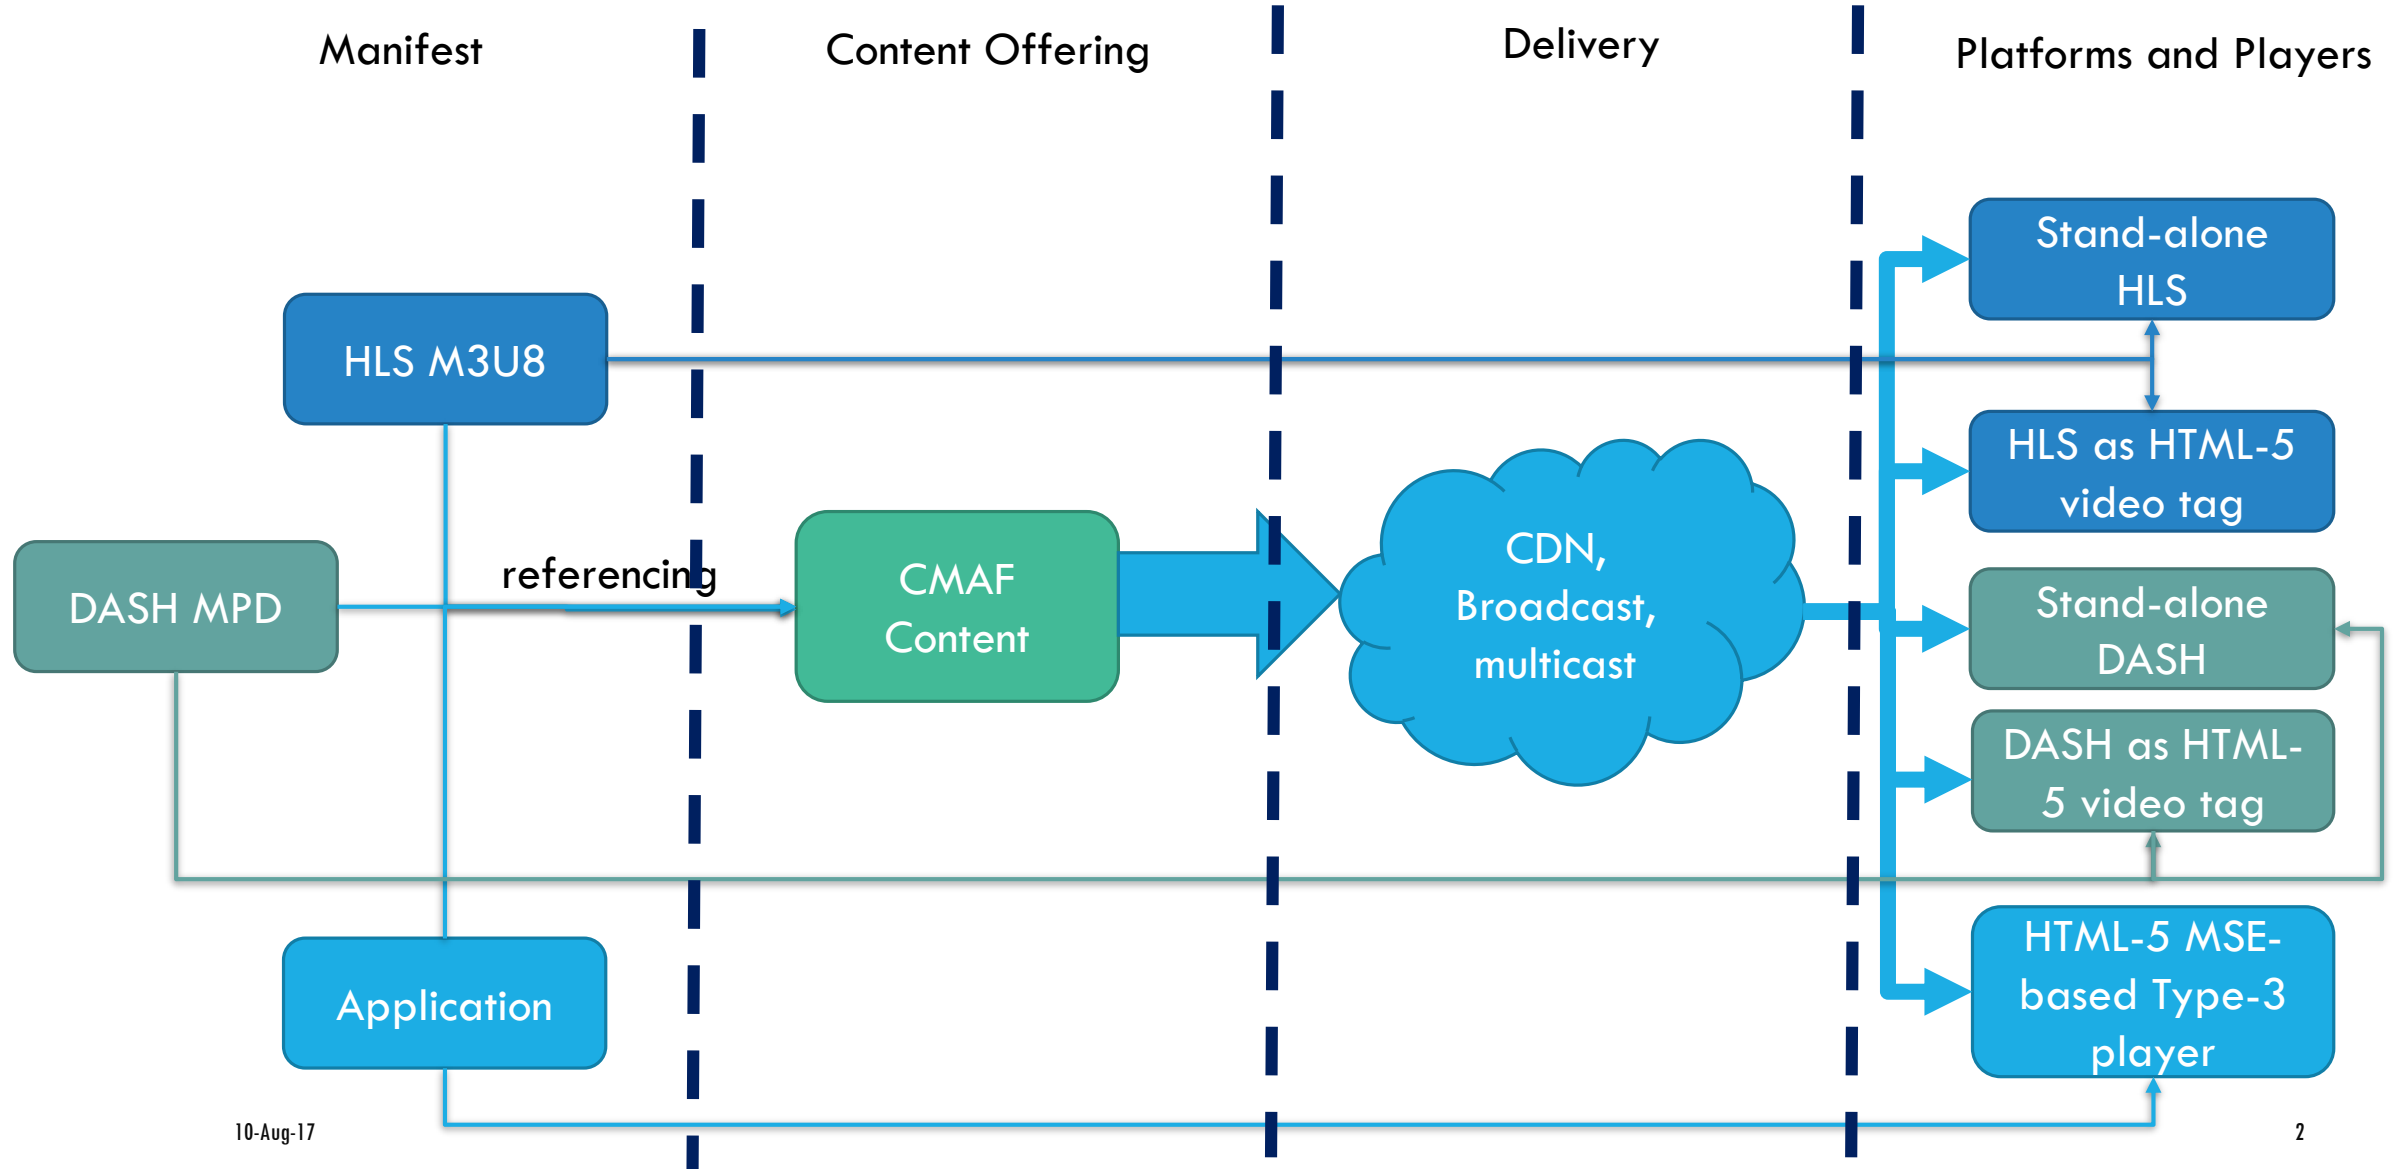 Manifest
Content Offering
Delivery
Platforms and Players
HLS M3U8
DASH MPD
referencing
Application
CMAF
Content
CDN,
Broadcast,
multicast
Stand-alone
HLS
HLS as HTML-5
video tag
Stand-alone
DASH
DASH as HTML-
5 video tag
HTML-5 MSE-
based Type-3
player
10-Aug-17
2